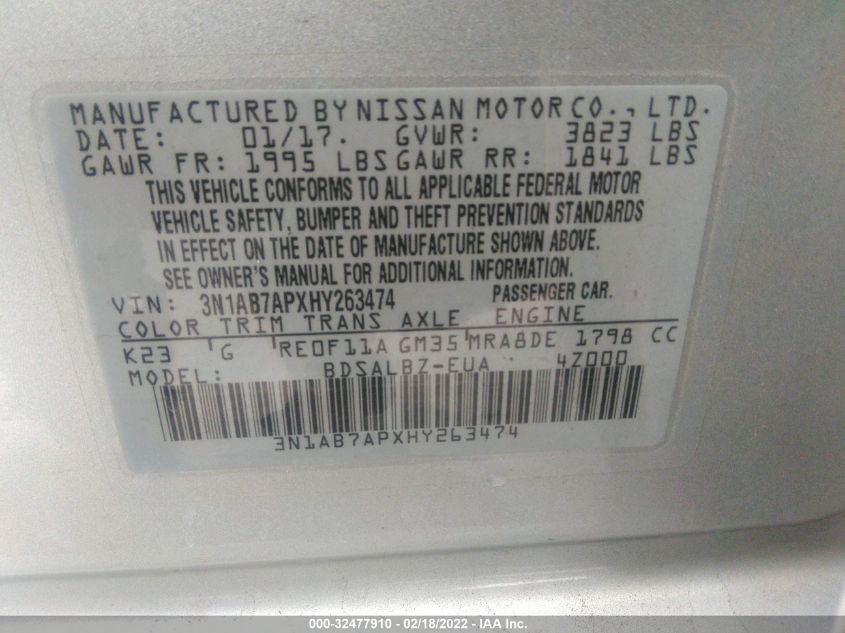 MANUFACTURED BY NISSAN MOTOR CO., LTD.
DATE: 01/17. GVWR: 3823 LBS
GAWR FR: 1995 LBS GAWR RR: 1841 LBS
THIS VEHICLE CONFORMS TO ALL APPLICABLE FEDERAL MOTOR
VEHICLE SAFETY, BUMPER AND THEFT PREVENTION STANDARDS
IN EFFECT ON THE DATE OF MANUFACTURE SHOWN ABOVE.
SEE OWNER'S MANUAL FOR ADDITIONAL INFORMATION.
VIN: 3N1AB7APXHY263474 PASSENGER CAR.
COLOR TRIM TRANS AXLE ENGINE
K23 G RE0F11A GM35 MRA8DE 1798 CC
MODEL: BDSALBZ-EUA 4Z000
3N1AB7APXHY263474
000-32477910 - 02/18/2022 - IAA, Inc.